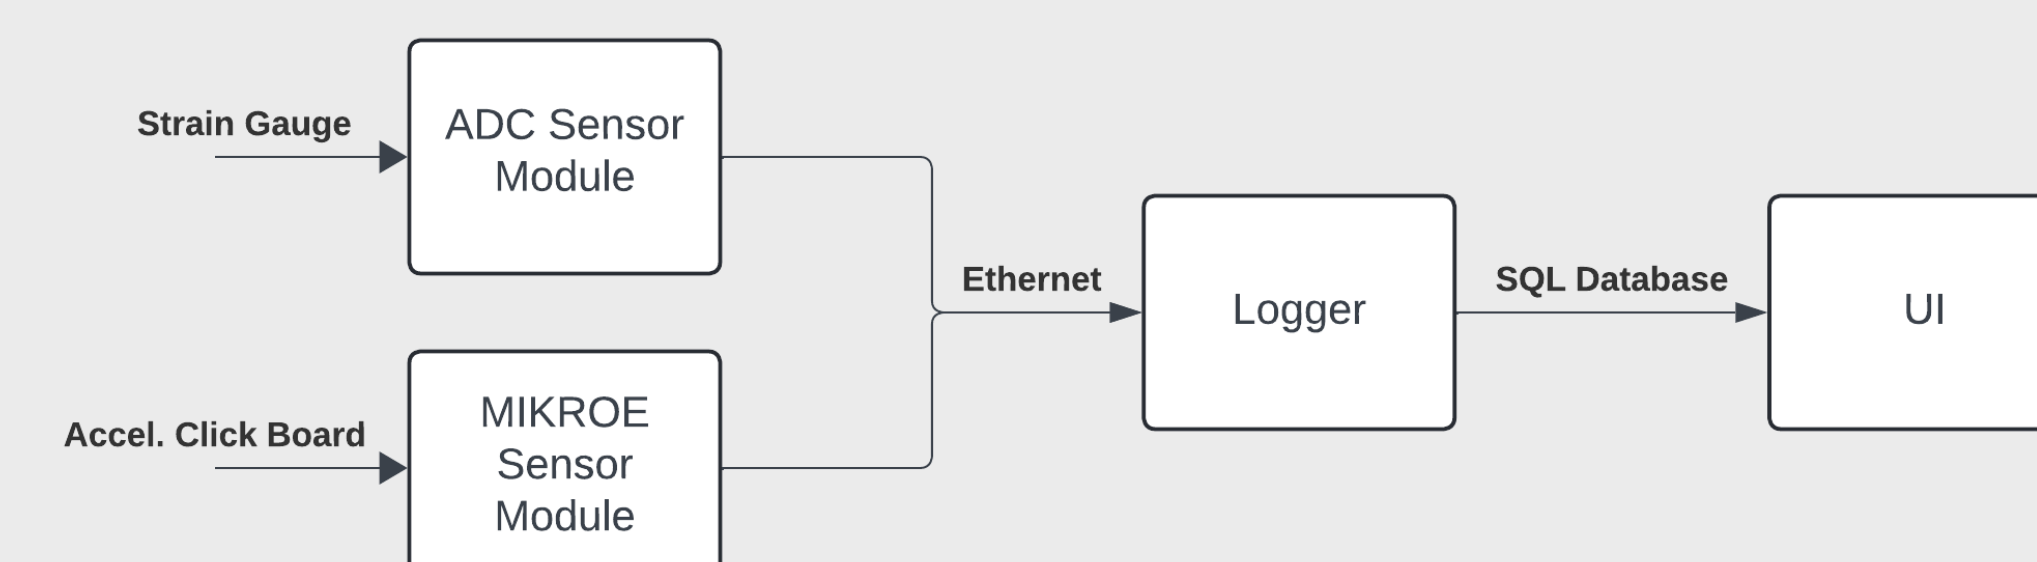 Strain Gauge
ADC Sensor
Module
Accel. Click Board
MIKROE
Sensor
Module
Ethernet
Logger
SQL Database
UI